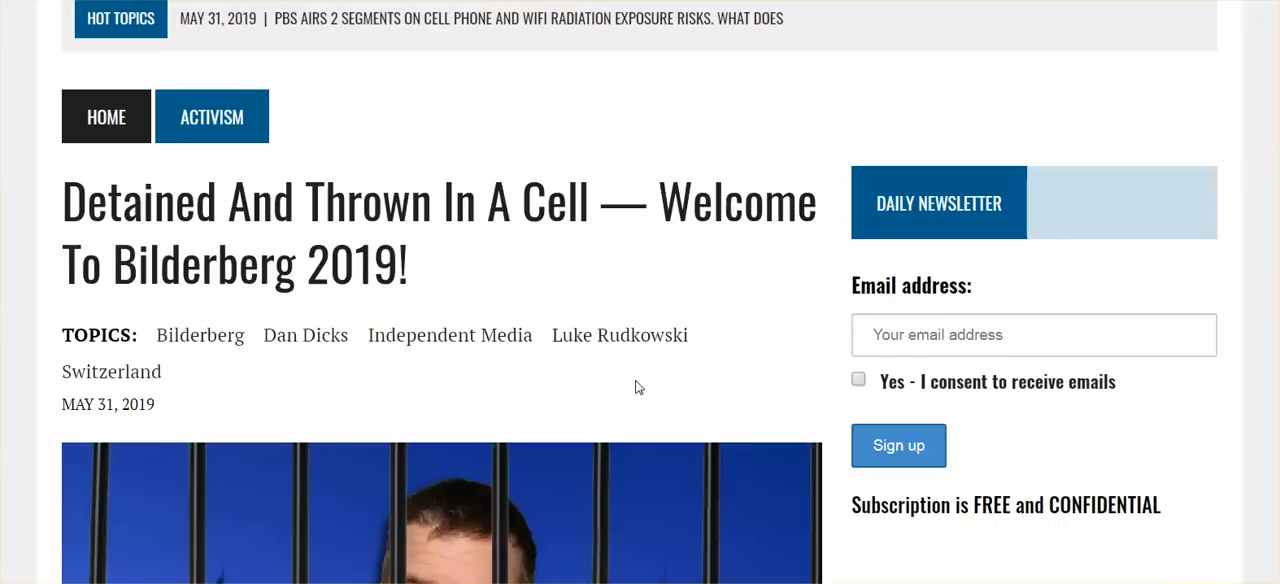 HOT TOPICS MAY 31, 2019 | PBS AIRS 2 SEGMENTS ON CELL PHONE AND WIFI RADIATION EXPOSURE RISKS. WHAT DOES
HOME ACTIVISM
Detained And Thrown In A Cell — Welcome
To Bilderberg 2019!
TOPICS: Bilderberg Dan Dicks Independent Media Luke Rudkowski
Switzerland
MAY 31, 2019
DAILY NEWSLETTER
Email address:
Your email address
Yes - I consent to receive emails
Sign up
Subscription is FREE and CONFIDENTIAL